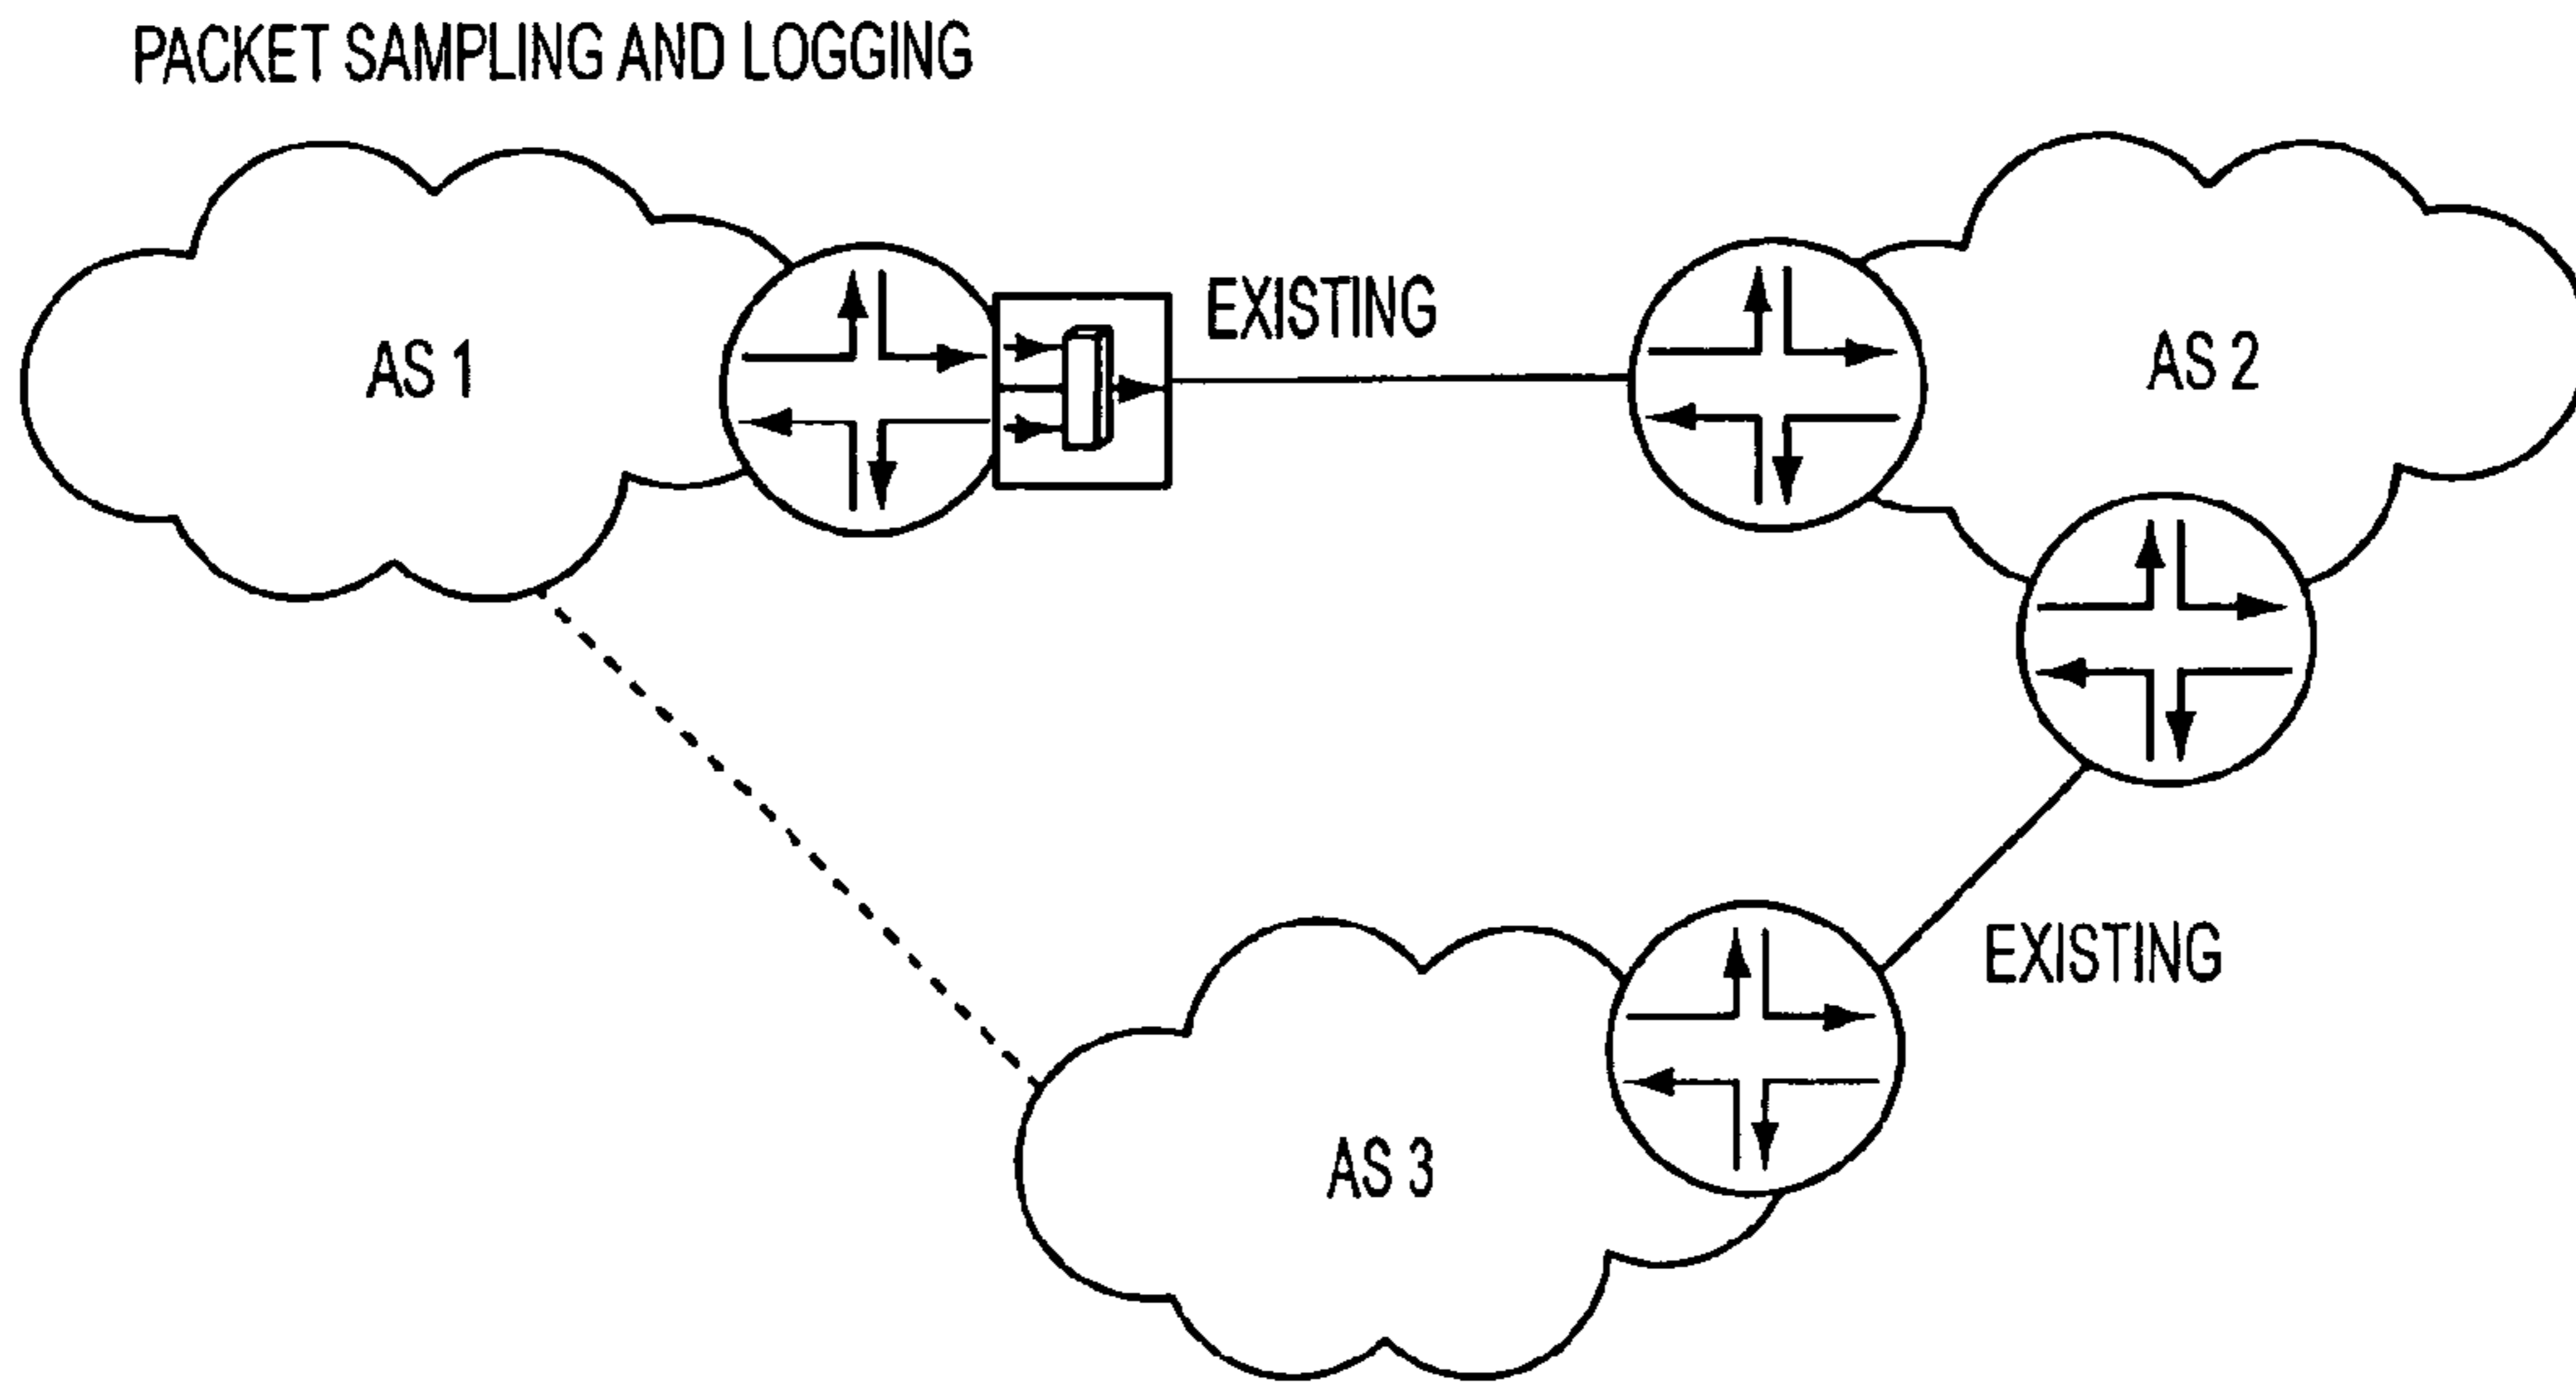 PACKET SAMPLING AND LOGGING
EXISTING
AS 1
AS 2
EXISTING
AS 3